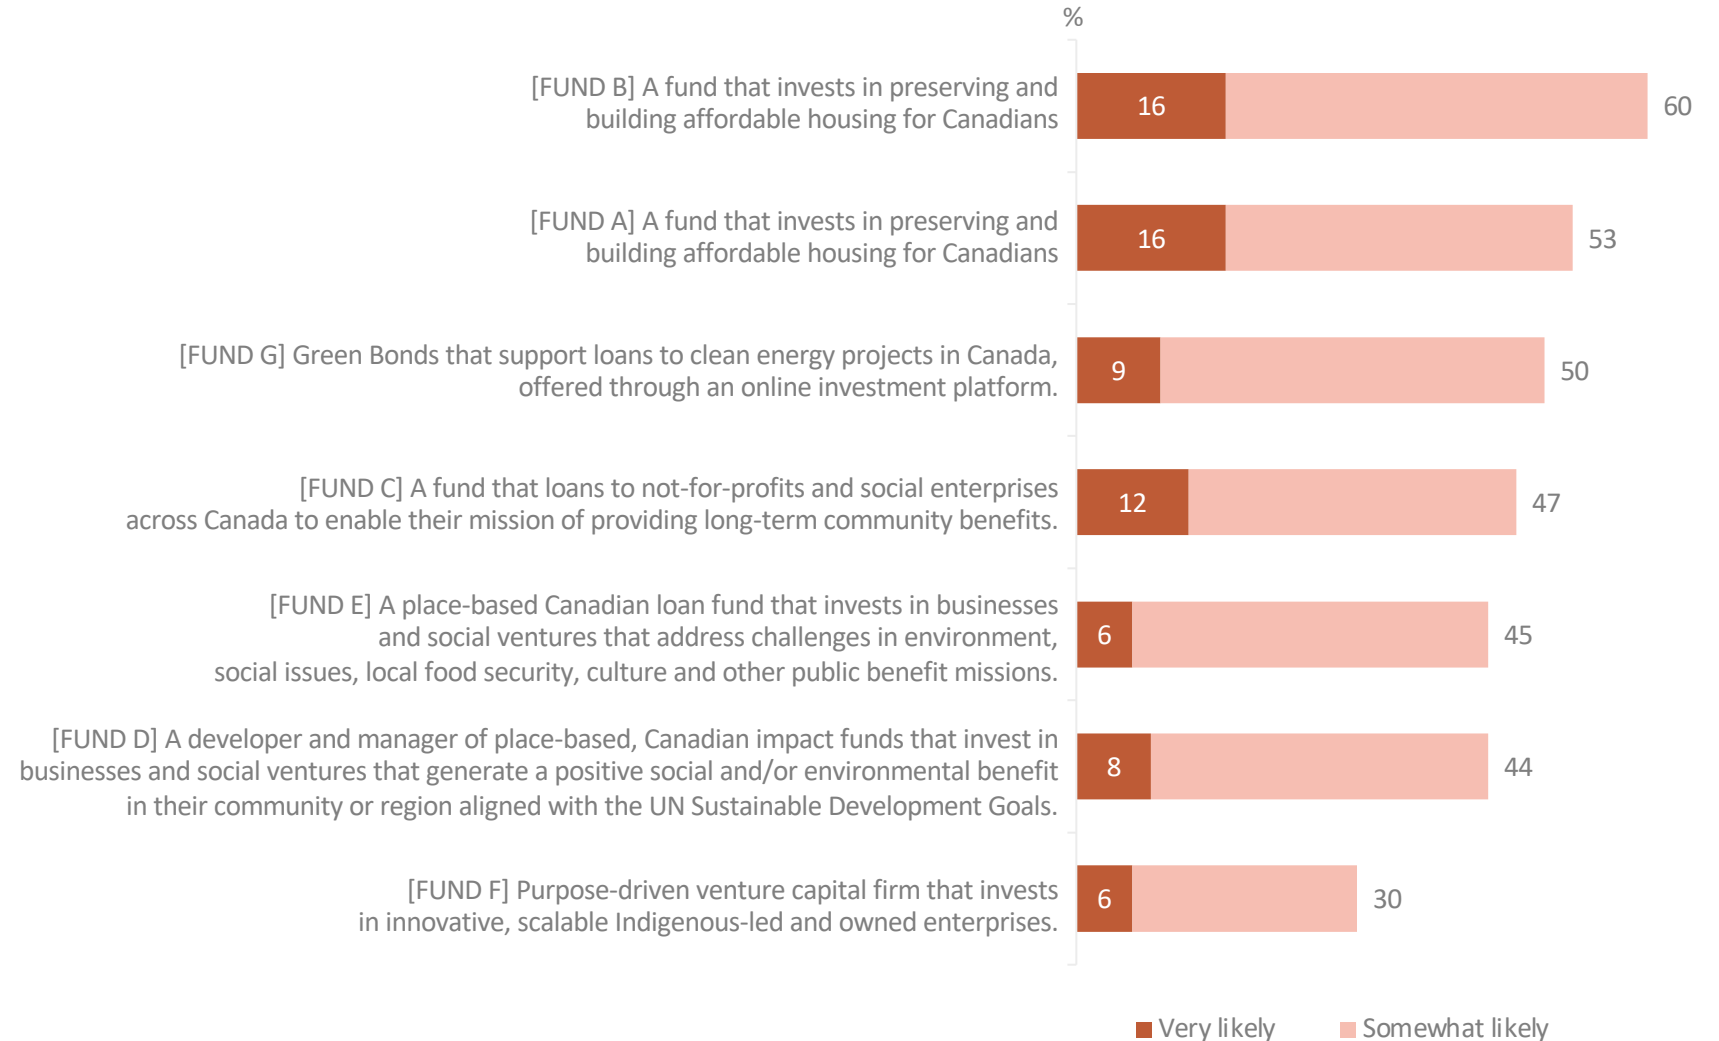 %
[FUND B] A fund that invests in preserving and
building affordable housing for Canadians
16
60
[FUND A] A fund that invests in preserving and
building affordable housing for Canadians
16
53
[FUND G] Green Bonds that support loans to clean energy projects in Canada,
offered through an online investment platform.
9
50
[FUND C] A fund that loans to not-for-profits and social enterprises
across Canada to enable their mission of providing long-term community benefits.
12
47
[FUND E] A place-based Canadian loan fund that invests in businesses
and social ventures that address challenges in environment,
social issues, local food security, culture and other public benefit missions.
6
45
[FUND D] A developer and manager of place-based, Canadian impact funds that invest in
businesses and social ventures that generate a positive social and/or environmental benefit
in their community or region aligned with the UN Sustainable Development Goals.
8
44
[FUND F] Purpose-driven venture capital firm that invests
in innovative, scalable Indigenous-led and owned enterprises.
6
30
Very likely
Somewhat likely